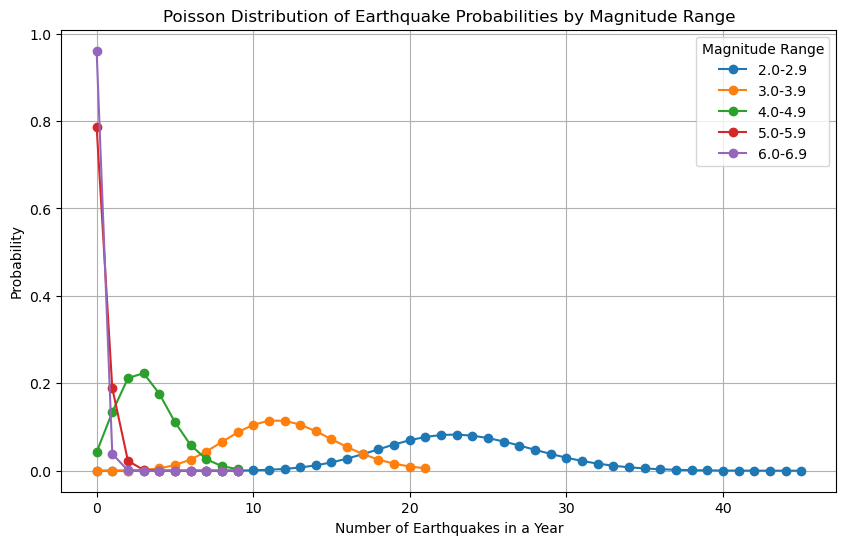 Poisson Distribution of Earthquake Probabilities by Magnitude Range
1.0
0.8
0.6
0.4
0.2
0.0
Probability
Magnitude Range
2.0-2.9
3.0-3.9
4.0-4.9
5.0-5.9
6.0-6.9
0 10 20 30 40
Number of Earthquakes in a Year